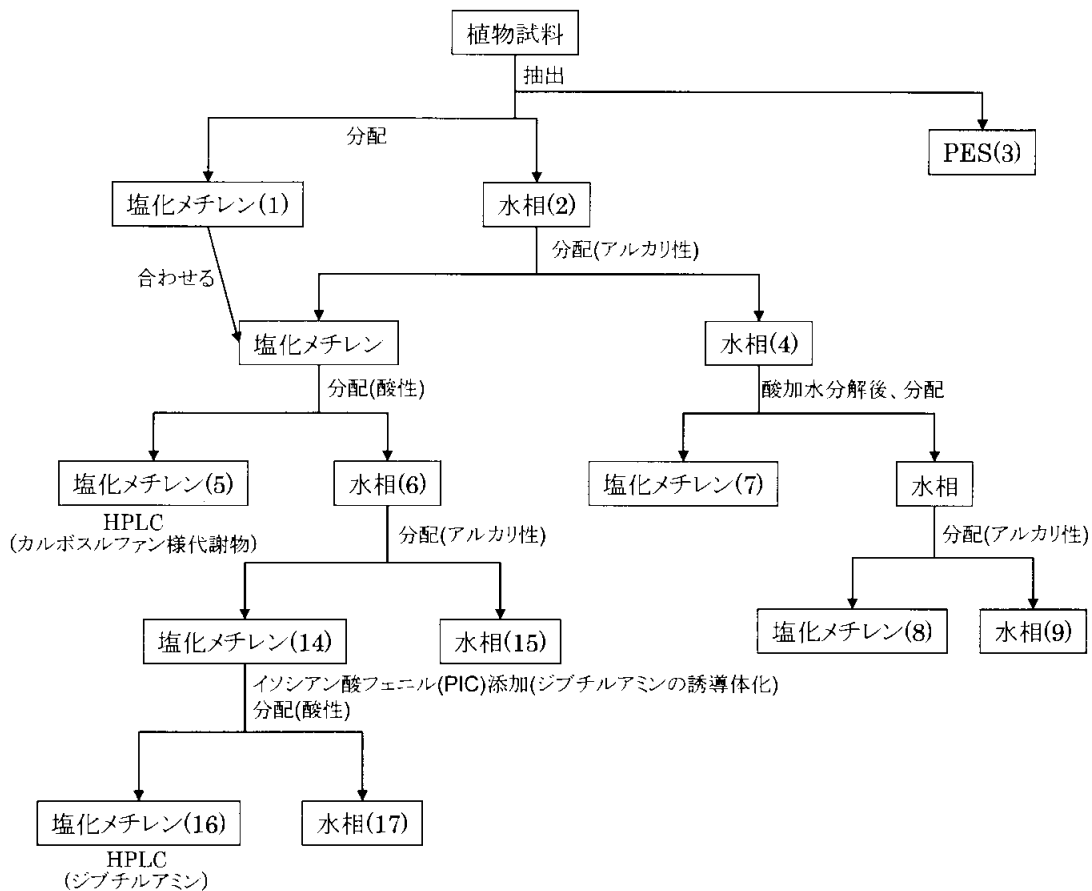 植物試料
抽出
分配
PES(3)
塩化メチレン(1)
水相(2)
分配(アルカリ性)
合わせる
塩化メチレン
水相(4)
分配(酸性)
酸加水分解後、分配
塩化メチレン(5)
水相(6)
塩化メチレン(7)
水相
HPLC
(カルボスルファン様代謝物)
分配(アルカリ性)
分配(アルカリ性)
塩化メチレン(14)
水相(15)
塩化メチレン(8)
水相(9)
イソシアン酸フェニル(PIC)添加(ジブチルアミンの誘導体化)
分配(酸性)
塩化メチレン(16)
水相(17)
HPLC
(ジブチルアミン)